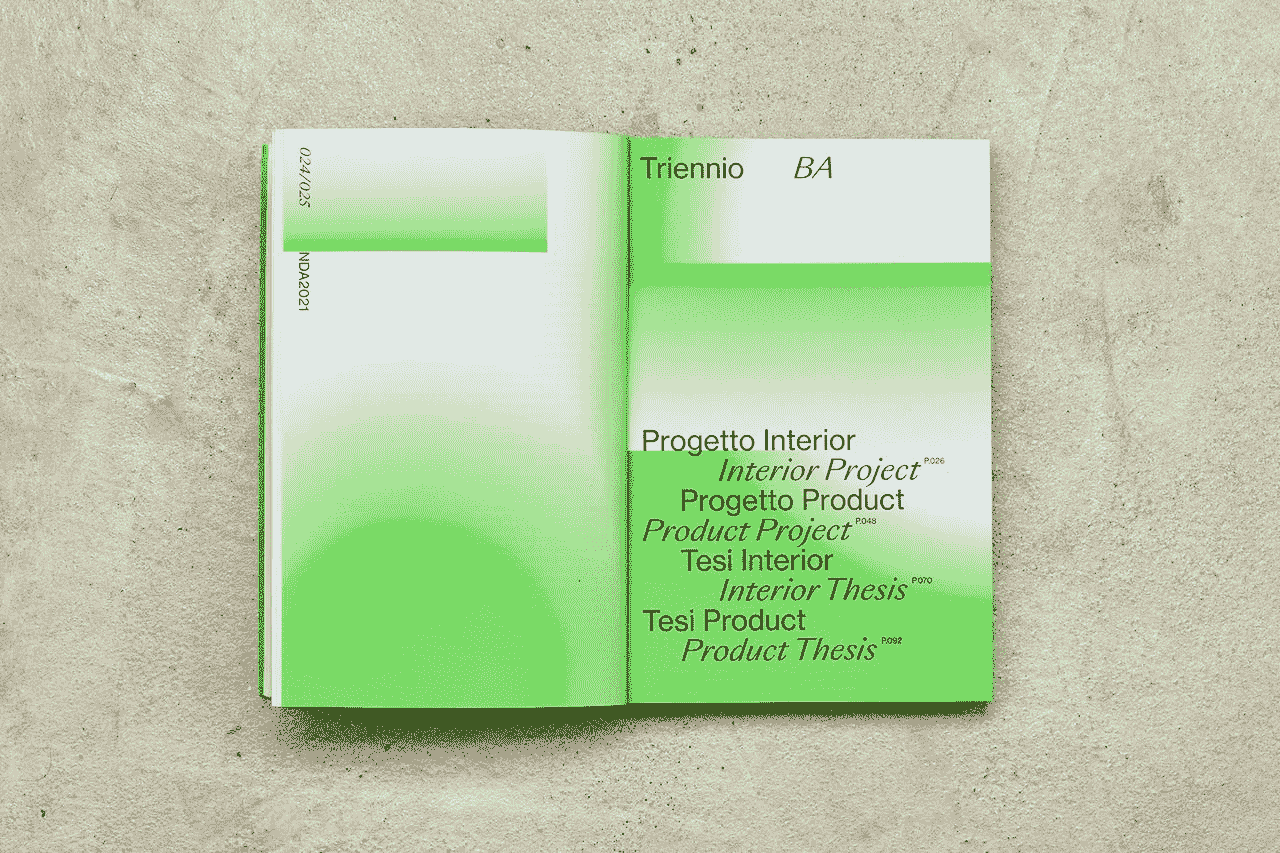 024/025
NDA2021
Triennio BA
Progetto Interior
Interior Project P.026
Progetto Product
Product Project P.048
Tesi Interior
Interior Thesis P.070
Tesi Product
Product Thesis P.092